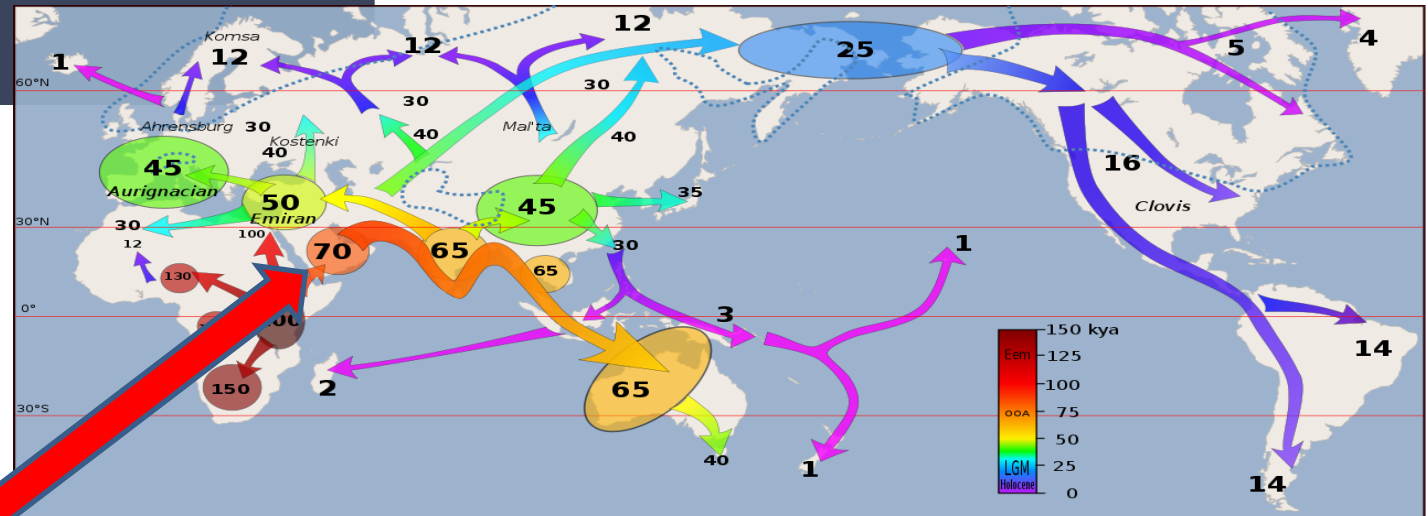 12
Komsa
12
12
1
25
5
4
60°N
30
30
Ahrensburg
30
Kostenki
40
40
Mal'ta
40
45
Aurignacian
50
Emiran
45
35
16
Clovis
30°N
30
12
100
70
65
65
30
1
130
0°
3
2
150
65
14
30°S
40
1
14
150 kya
Eem
125
100
OOA
75
50
LGM
25
Holocene
0